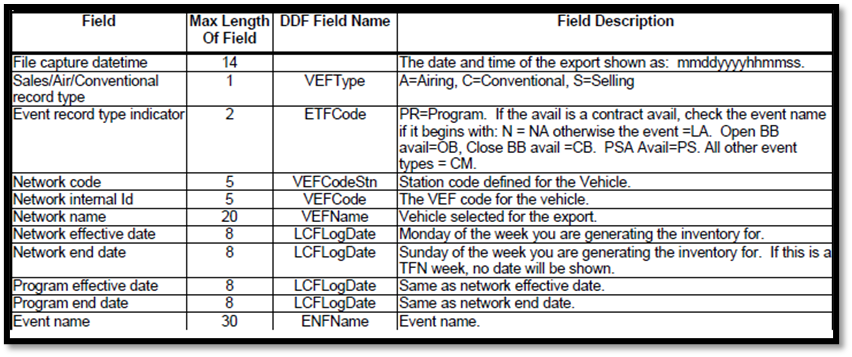 Field Max Length Of Field DDF Field Name Field Description
File capture datetime 14 The date and time of the export shown as: mmddyyyyhhmmss.
Sales/Air/Conventional record type 1 VEFType A=Airing, C=Conventional, S=Selling
Event record type indicator 2 ETFCode PR=Program. If the avail is a contract avail, check the event name
if it begins with: N = NA otherwise the event =LA. Open BB
avail=OB, Close BB avail =CB. PSA Avail=PS. All other event
types = CM.
Network code 5 VEFCodeStn Station code defined for the Vehicle.
Network internal Id 5 VEFCode The VEF code for the vehicle.
Network name 20 VEFName Vehicle selected for the export.
Network effective date 8 LCFLogDate Monday of the week you are generating the inventory for.
Network end date 8 LCFLogDate Sunday of the week you are generating the inventory for. If this is a
TFN week, no date will be shown.
Program effective date 8 LCFLogDate Same as network effective date.
Program end date 8 LCFLogDate Same as network end date.
Event name 30 ENFName Event name.